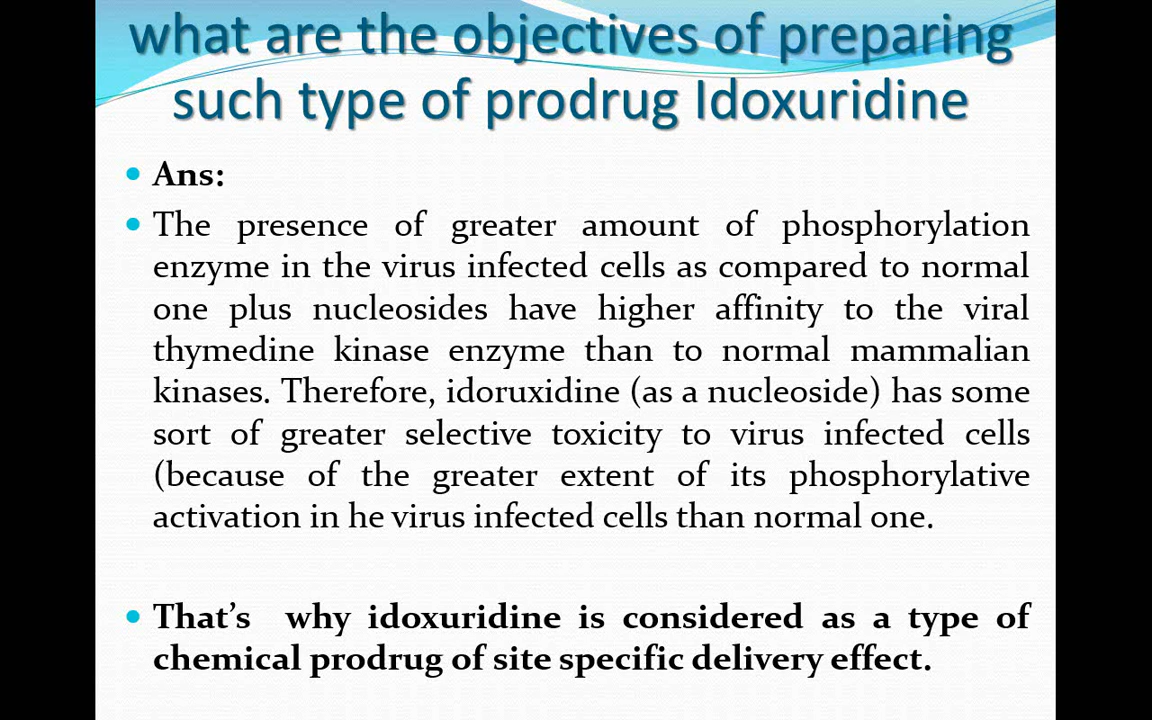 what are the objectives of preparing
such type of prodrug Idoxuridine
Ans:
The presence of greater amount of phosphorylation
enzyme in the virus infected cells as compared to normal
one plus nucleosides have higher affinity to the viral
thymedine kinase enzyme than to normal mammalian
kinases. Therefore, idoruxidine (as a nucleoside) has some
sort of greater selective toxicity to virus infected cells
(because of the greater extent of its phosphorylative
activation in he virus infected cells than normal one.
That’s why idoxuridine is considered as a type of
chemical prodrug of site specific delivery effect.